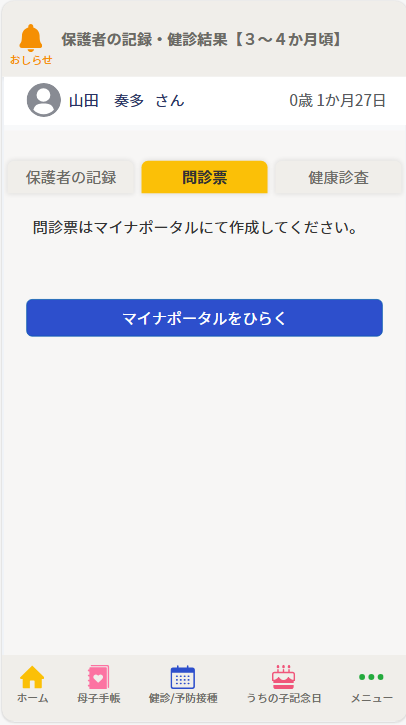 保護者の記録・健診結果【３～４か月頃】
おしらせ
山田　奏多 さん
0歳 1か月27日
保護者の記録
問診票
健康診査
問診票はマイナポータルにて作成してください。
マイナポータルをひらく
ホーム
母子手帳
健診/予防接種
うちの子記念日
メニュー